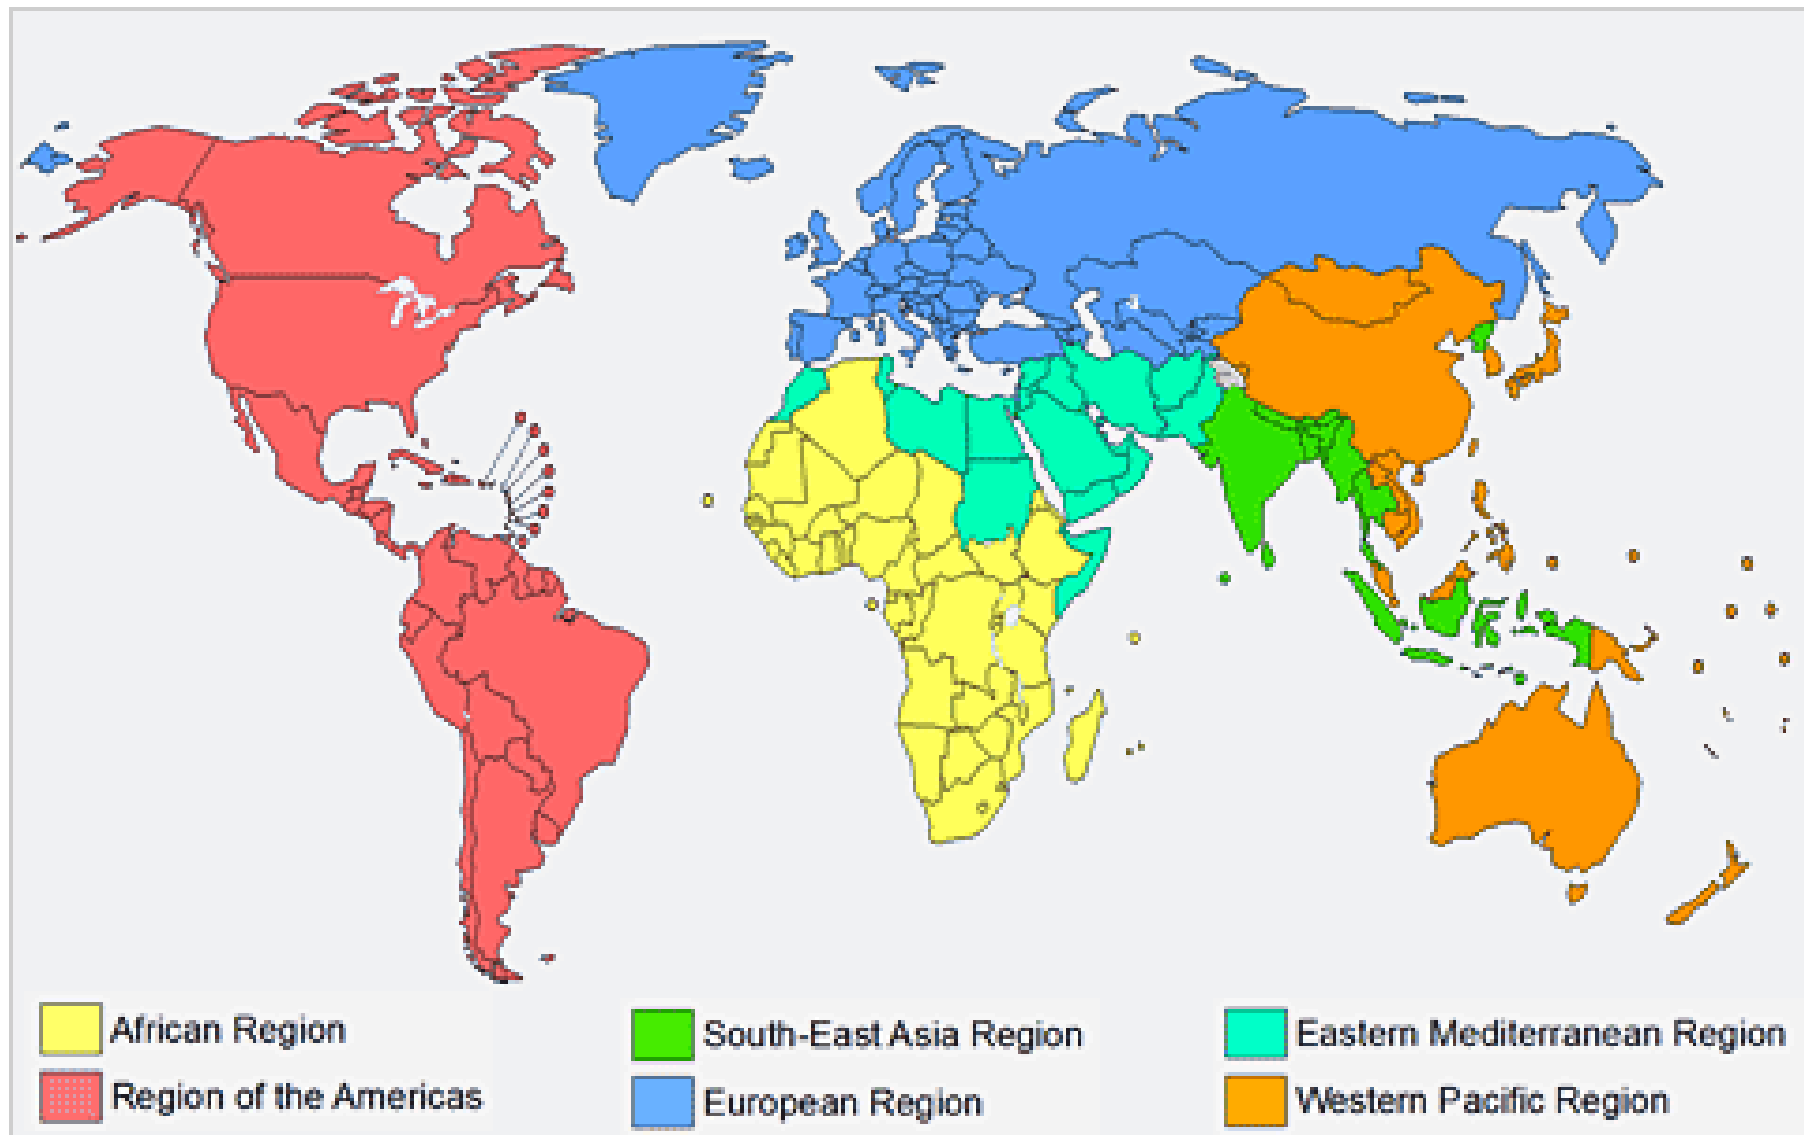 African Region
South-East Asia Region
Eastern Mediterranean Region
Region of the Americas
European Region
Western Pacific Region